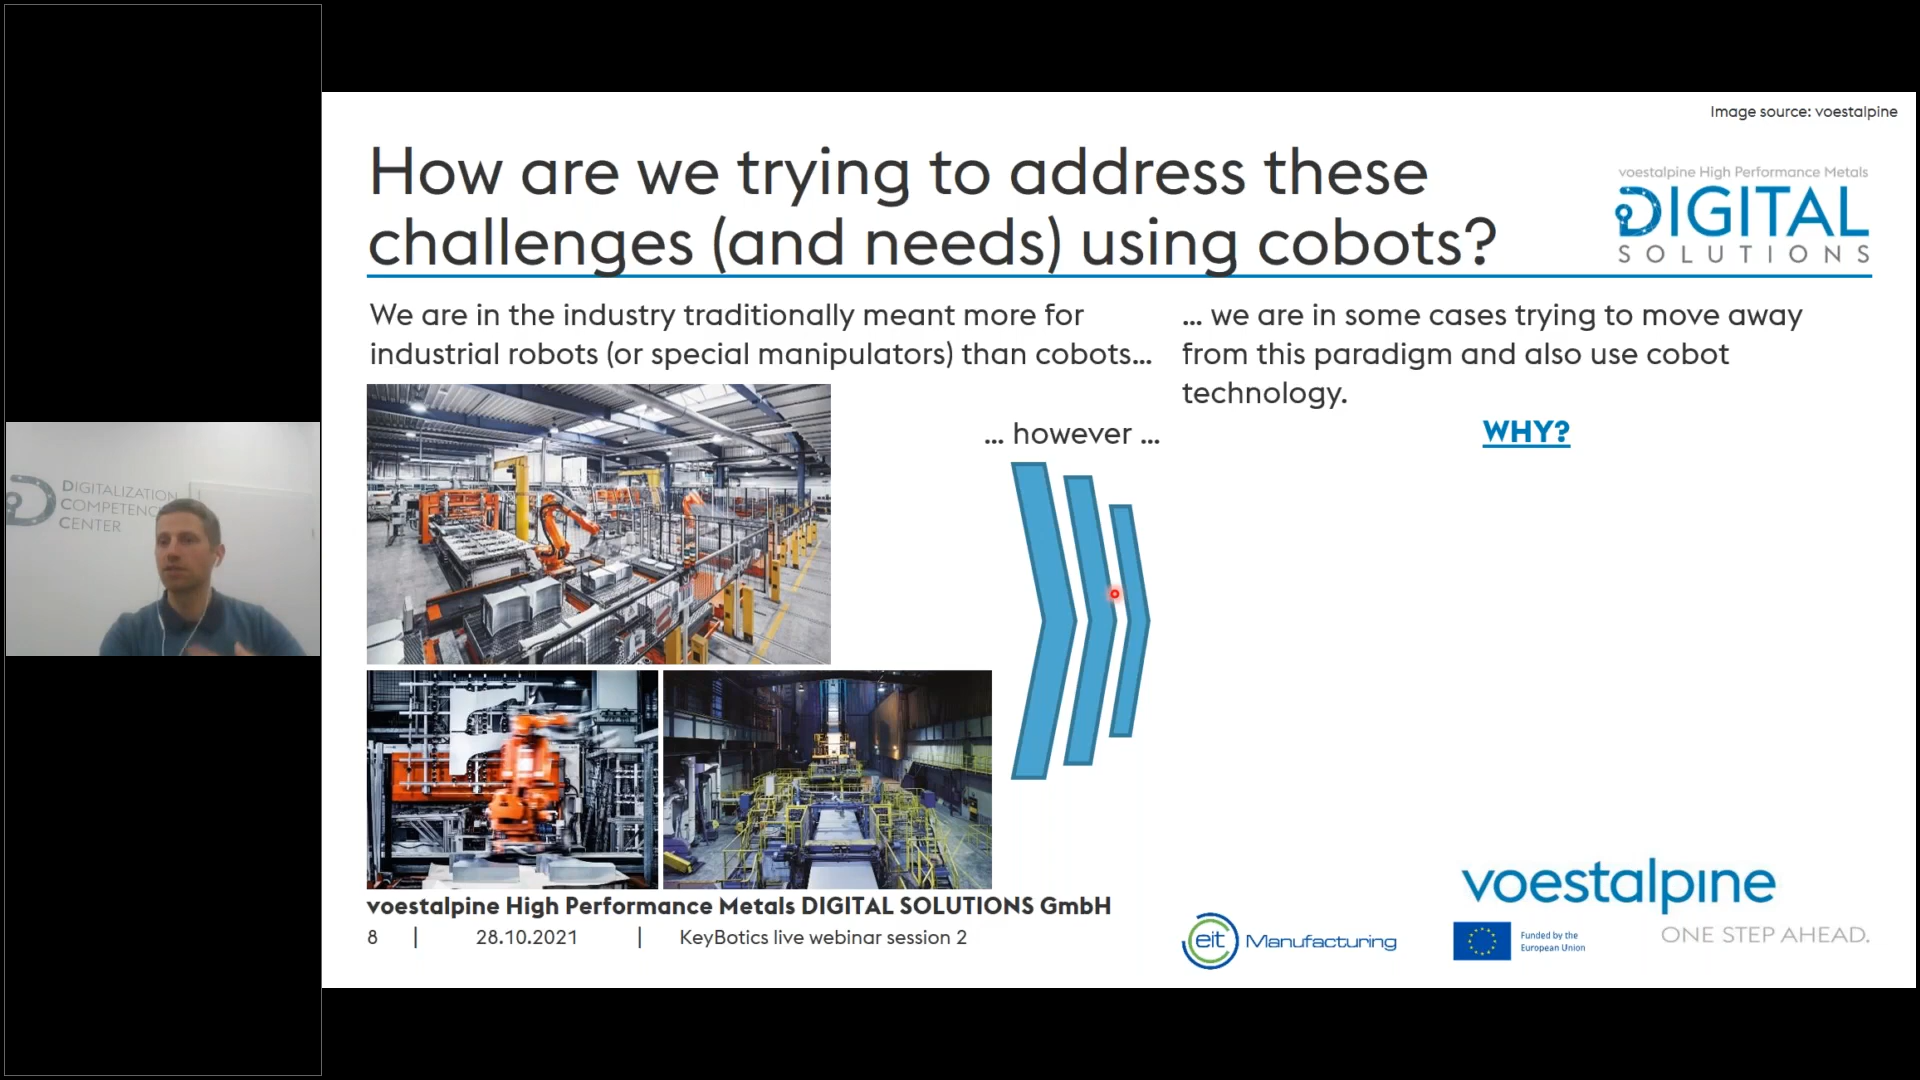 Image source: voestalpine
How are we trying to address these
challenges (and needs) using cobots?
voestalpine High Performance Metals
DIGITAL
SOLUTIONS
We are in the industry traditionally meant more for
industrial robots (or special manipulators) than cobots...
... however ...
... we are in some cases trying to move away
from this paradigm and also use cobot
technology.
WHY?
DIGITALIZATION
COMPETENC
CENTER
voestalpine High Performance Metals DIGITAL SOLUTIONS GmbH
8 | 28.10.2021 | KeyBotics live webinar session 2
eit Manufacturing
Funded by the
European Union
voestalpine
ONE STEP AHEAD.